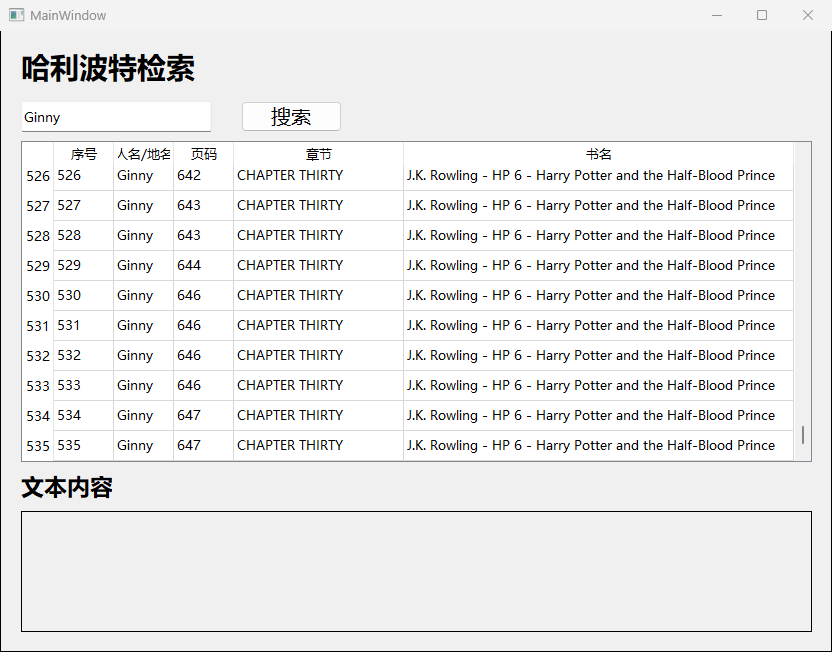 MainWindow
哈利波特检索
Ginny 搜索
序号 人名/地名 页码 章节 书名
526 526 Ginny 642 CHAPTER THIRTY J.K. Rowling - HP 6 - Harry Potter and the Half-Blood Prince
527 527 Ginny 643 CHAPTER THIRTY J.K. Rowling - HP 6 - Harry Potter and the Half-Blood Prince
528 528 Ginny 643 CHAPTER THIRTY J.K. Rowling - HP 6 - Harry Potter and the Half-Blood Prince
529 529 Ginny 644 CHAPTER THIRTY J.K. Rowling - HP 6 - Harry Potter and the Half-Blood Prince
530 530 Ginny 646 CHAPTER THIRTY J.K. Rowling - HP 6 - Harry Potter and the Half-Blood Prince
531 531 Ginny 646 CHAPTER THIRTY J.K. Rowling - HP 6 - Harry Potter and the Half-Blood Prince
532 532 Ginny 646 CHAPTER THIRTY J.K. Rowling - HP 6 - Harry Potter and the Half-Blood Prince
533 533 Ginny 646 CHAPTER THIRTY J.K. Rowling - HP 6 - Harry Potter and the Half-Blood Prince
534 534 Ginny 647 CHAPTER THIRTY J.K. Rowling - HP 6 - Harry Potter and the Half-Blood Prince
535 535 Ginny 647 CHAPTER THIRTY J.K. Rowling - HP 6 - Harry Potter and the Half-Blood Prince
文本内容